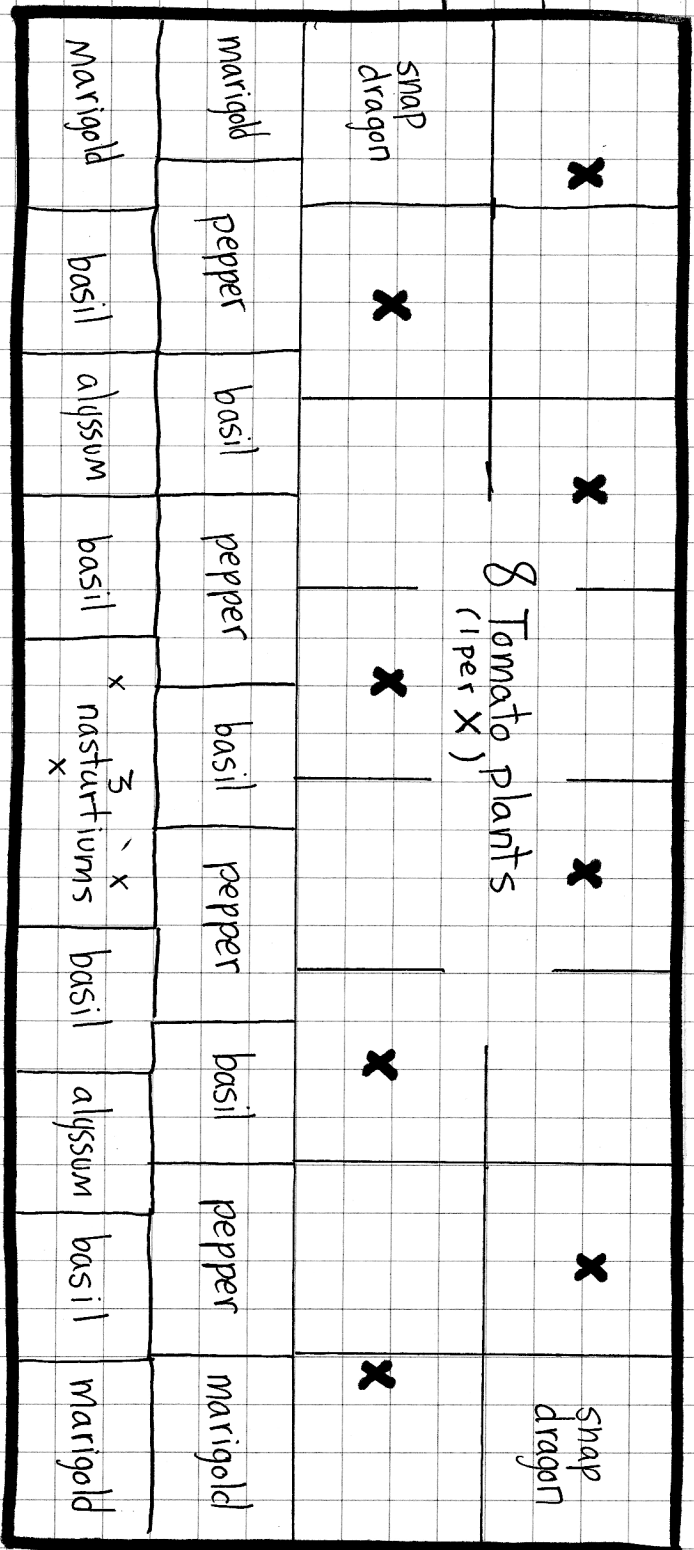 X X X X snap
dragon
8 Tomato plants
(1 per X)
snap
dragon
X X X X
marigold pepper basil pepper basil pepper basil pepper marigold
x 3 x
Marigold basil alyssum basil nasturtiums basil alyssum basil Marigold
x